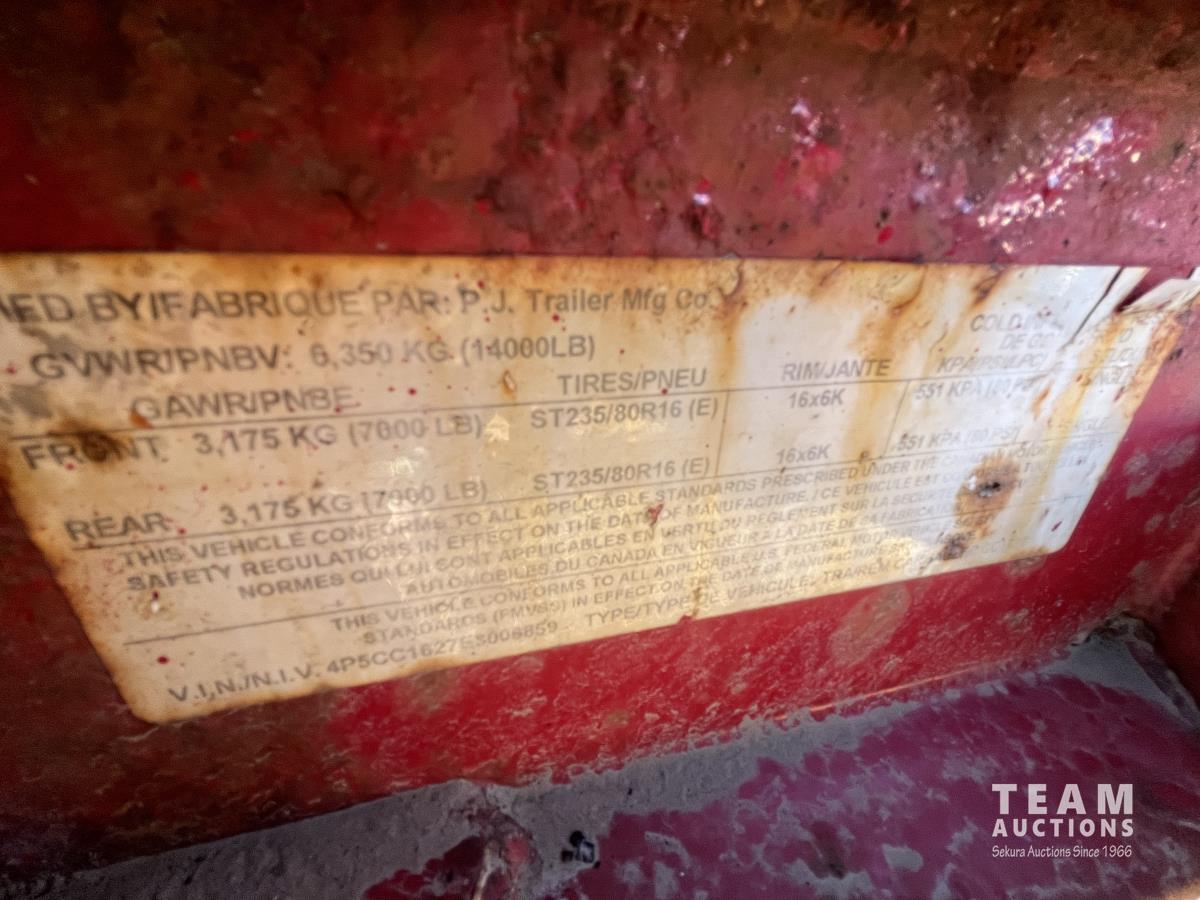 BY/FABRIQUE PAR: P.J. Trailer Mfg Co.
GVWR/PNBV: 6,350 KG (14000LB)
GAWR/PNBE TIRES/PNEU RIM/JANTE
FRONT 3,175 KG (7000 LB) ST235/80R16 (E) 16x6K 551 KPA (80
REAR 3,175 KG (7000 LB) ST235/80R16 (E) 16x6K 551 KPA (80 PSI)
THIS VEHICLE CONFORMS TO ALL APPLICABLE STANDARDS PRESCRIBED UNDER THE
SAFETY REGULATIONS IN EFFECT ON THE DATE OF MANUFACTURE. / CE VEHICULE EST
NORMES QUI LUI SONT APPLICABLES EN VERTU DU REGLEMENT SUR LA SECURITE
AUTOMOBILES DU CANADA EN VIGUEUR A LA DATE DE SA FABRICATION
THIS VEHICLE CONFORMS TO ALL APPLICABLE U.S. FEDERAL
STANDARDS (FMVSS) IN EFFECT ON THE DATE OF MANUFACTURE
V.I.N./N.I.V. TYPE/TYPE DE VEHICULE:
TEAM
AUCTIONS
Sekura Auctions Since 1966